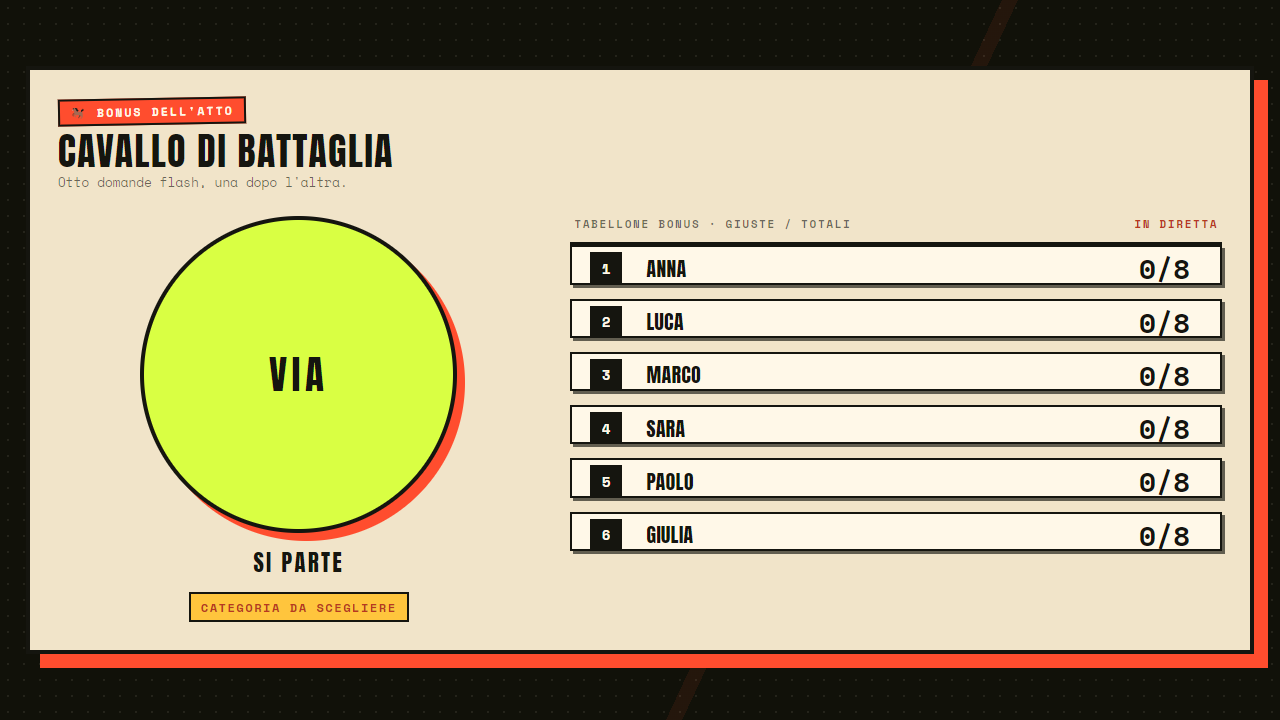 BONUS DELL'ATTO
CAVALLO DI BATTAGLIA
Otto domande flash, una dopo l'altra.
VIA
SI PARTE
CATEGORIA DA SCEGLIERE
TABELLONE BONUS · GIUSTE / TOTALI
IN DIRETTA
1 ANNA 0/8
2 LUCA 0/8
3 MARCO 0/8
4 SARA 0/8
5 PAOLO 0/8
6 GIULIA 0/8